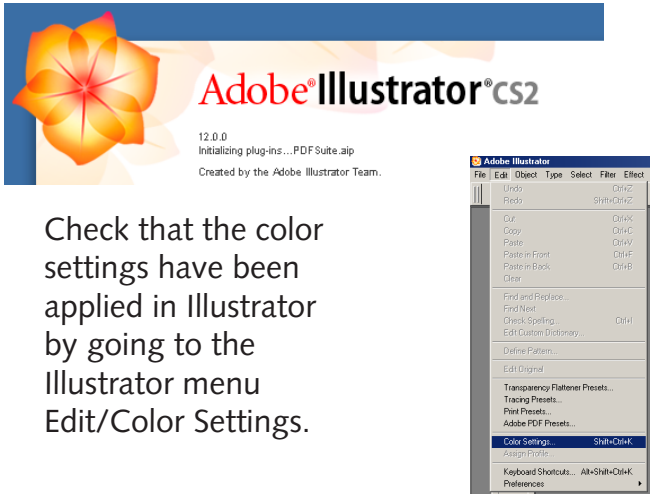 Adobe®Illustrator®CS2
12.0.0
Initializing plug-ins...PDFSuite.aip
Created by the Adobe Illustrator Team.
Check that the color
settings have been
applied in Illustrator
by going to the
Illustrator menu
Edit/Color Settings.
Adobe Illustrator
File Edit Object Type Select Filter Effect
Undo Ctrl+Z
Redo Shift+Ctrl+Z
Cut Ctrl+X
Copy Ctrl+C
Paste Ctrl+V
Paste in Front Ctrl+F
Paste in Back Ctrl+B
Clear
Find and Replace...
Find Next
Check Spelling... Ctrl+I
Edit Custom Dictionary...
Define Pattern...
Edit Original
Transparency Flattener Presets...
Tracing Presets...
Print Presets...
Adobe PDF Presets...
Color Settings... Shift+Ctrl+K
Assign Profile...
Keyboard Shortcuts... Alt+Shift+Ctrl+K
Preferences